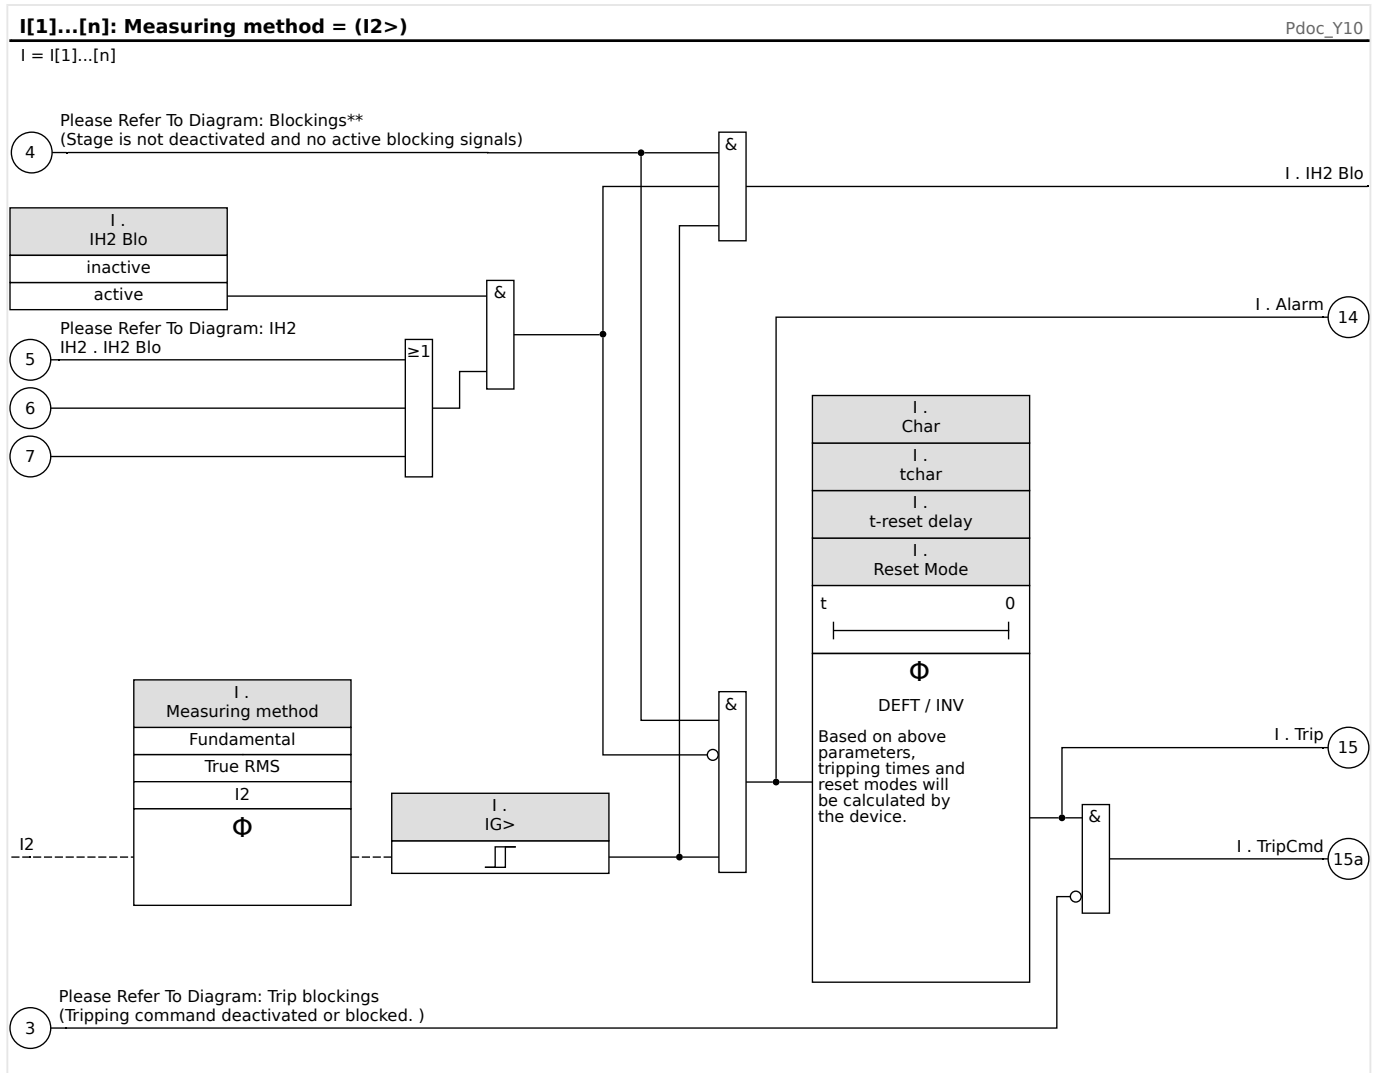 I[1]...[n]: Measuring method = (I2>)
Pdoc_Y10
I = I[1]...[n]
Please Refer To Diagram: Blockings**
(Stage is not deactivated and no active blocking signals)
4
&
I . IH2 Blo
I .
IH2 Blo
inactive
active
&
I . Alarm
14
Please Refer To Diagram: IH2
IH2 . IH2 Blo
5
≥1
6
7
I .
Char
I .
tchar
I .
t-reset delay
I .
Reset Mode
t 0
Φ
DEFT / INV
Based on above
parameters,
tripping times and
reset modes will
be calculated by
the device.
I .
Measuring method
Fundamental
True RMS
I2
Φ
I2
I .
IG>
&
I . Trip
15
&
I . TripCmd
15a
Please Refer To Diagram: Trip blockings
(Tripping command deactivated or blocked. )
3